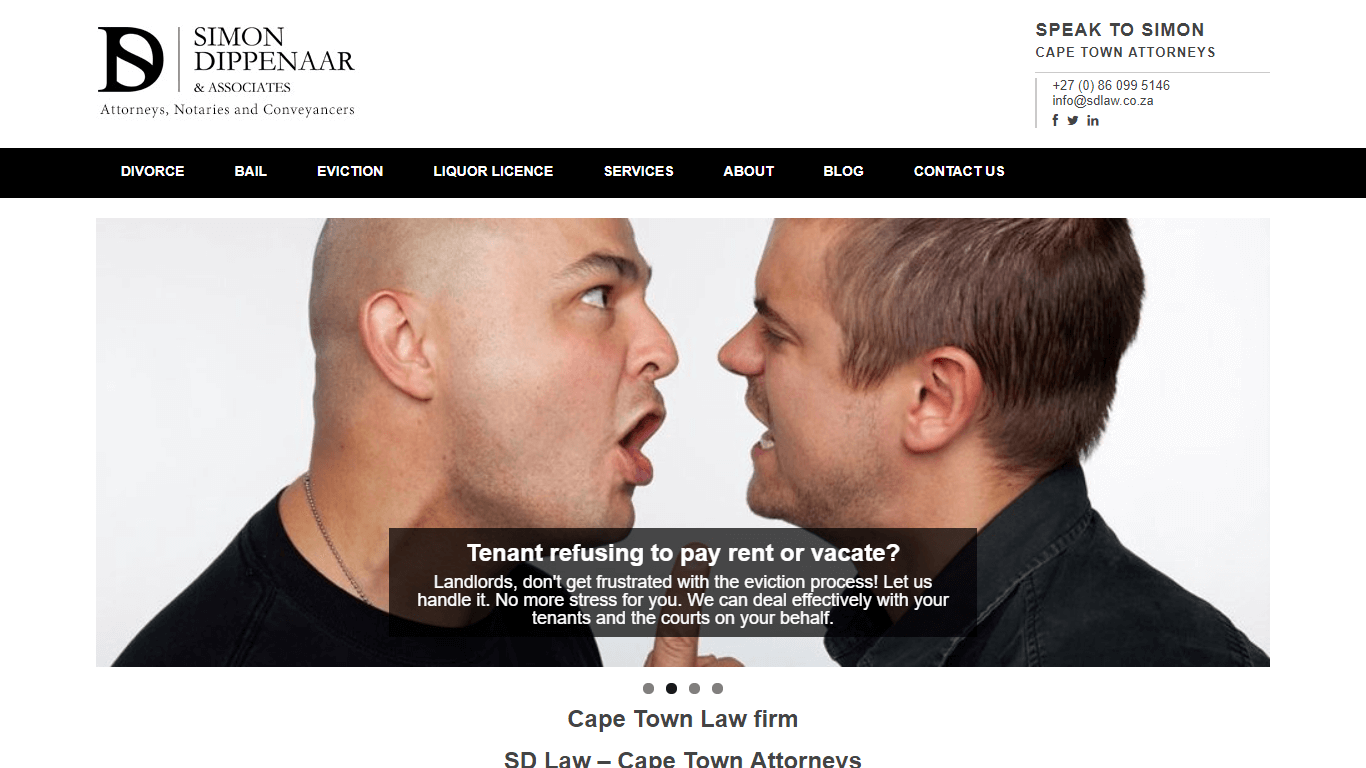 SIMON
DIPPENAAR
& ASSOCIATES
Attorneys, Notaries and Conveyancers
SPEAK TO SIMON
CAPE TOWN ATTORNEYS
+27 (0) 86 099 5146
info@sdlaw.co.za
DIVORCE BAIL EVICTION LIQUOR LICENCE SERVICES ABOUT BLOG CONTACT US
Tenant refusing to pay rent or vacate?
Landlords, don't get frustrated with the eviction process! Let us
handle it. No more stress for you. We can deal effectively with your
tenants and the courts on your behalf.
Cape Town Law firm
SD Law – Cape Town Attorneys